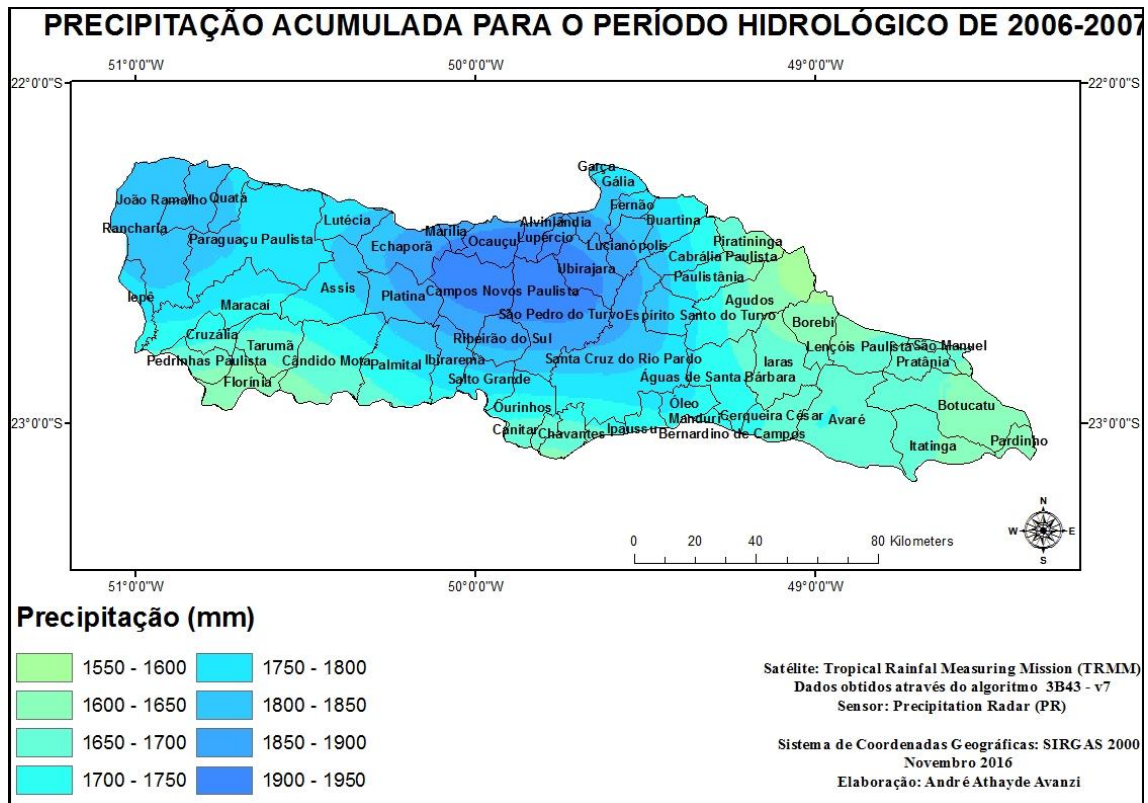 PRECIPITAÇÃO ACUMULADA PARA O PERÍODO HIDROLÓGICO DE 2006-2007
51°0'0"W 50°0'0"W 49°0'0"W
22°0'0"S 22°0'0"S
Garça
Gália
João Ramalho Quatá
Fernão
Lutécia Duartina
Rancharia Marília Alvinlândia
Paraguaçu Paulista Echaporã Ocauçu Lupércio Lucianópolis Piratininga
Cabrália Paulista
Ubirajara Paulistânia
Iepê Assis Platina Campos Novos Paulista
Maracaí Agudos
São Pedro do Turvo Espírito Santo do Turvo
Borebi
Cruzália Ribeirão do Sul
Tarumã Lençóis Paulista São Manuel
Pedrinhas Paulista Cândido Mota Palmital Ibirarema Santa Cruz do Rio Pardo Iaras Pratânia
Florínia Salto Grande Águas de Santa Bárbara
Ourinhos Óleo Botucatu
Manduri Cerqueira César Avaré
23°0'0"S 23°0'0"S
Canitar Chavantes Ipaussu Bernardino de Campos
Itatinga Pardinho
N
W E
S
0 20 40 60 80 Kilometers
51°0'0"W 50°0'0"W 49°0'0"W
Precipitação (mm)
1550 - 1600
1600 - 1650
1650 - 1700
1700 - 1750
1750 - 1800
1800 - 1850
1850 - 1900
1900 - 1950
Satélite: Tropical Rainfal Measuring Mission (TRMM)
Dados obtidos através do algoritmo 3B43 - v7
Sensor: Precipitation Radar (PR)
Sistema de Coordenadas Geográficas: SIRGAS 2000
Novembro 2016
Elaboração: André Athayde Avanzi